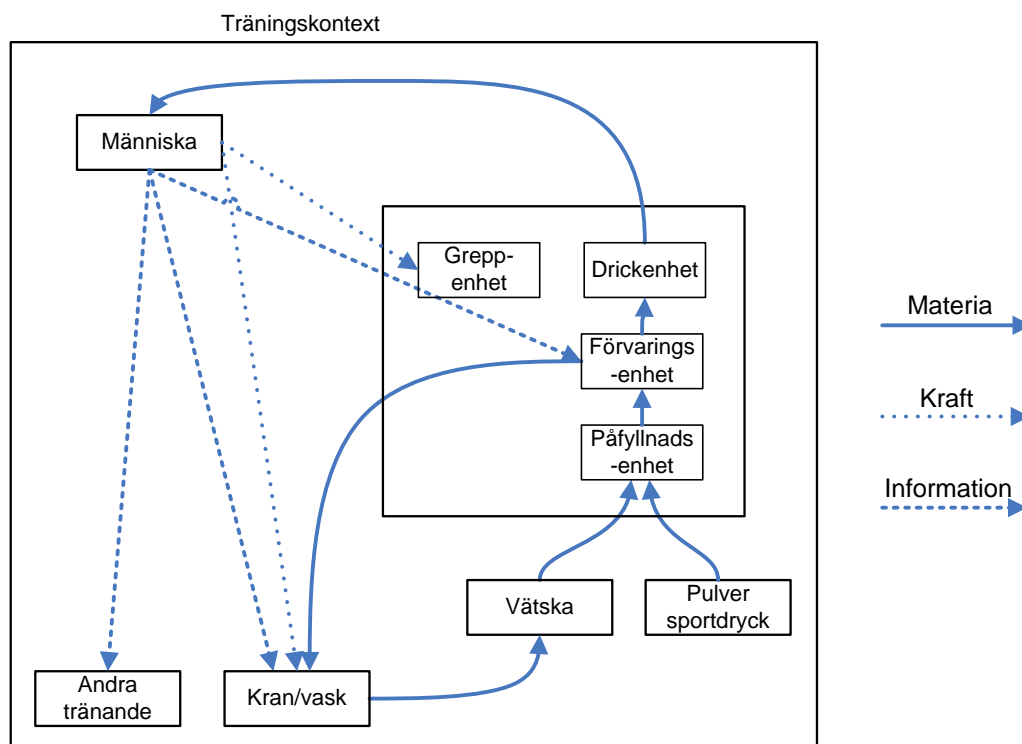 Träningskontext
Människa
Grepp-
enhet
Drickenhet
Förvarings
-enhet
Påfyllnads
-enhet
Vätska
Pulver
sportdryck
Andra
tränande
Kran/vask
Materia
Kraft
Information